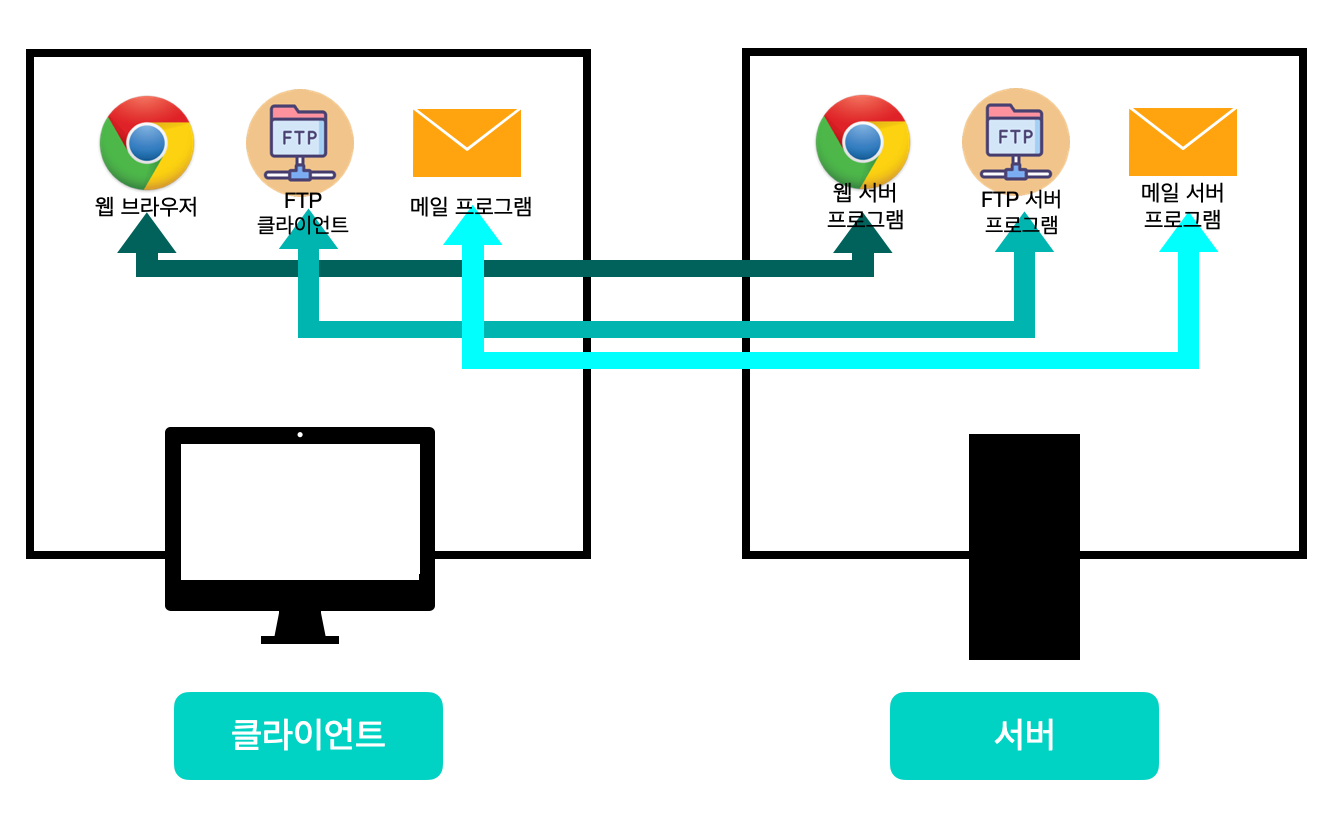 FTP
FTP
웹 브라우저
FTP
클라이언트
메일 프로그램
웹 서버
프로그램
FTP 서버
프로그램
메일 서버
프로그램
클라이언트
서버